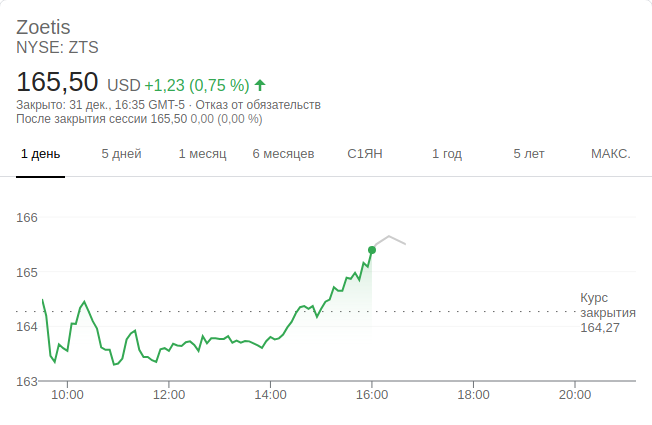 Zoetis
NYSE: ZTS
165,50 USD +1,23 (0,75 %)
Закрыто: 31 дек., 16:35 GMT-5 · Отказ от обязательств
После закрытия сессии 165,50 0,00 (0,00 %)
1 день 5 дней 1 месяц 6 месяцев С1ЯН 1 год 5 лет МАКС.
166
165
Курс
закрытия
164,27
164
163
10:00 12:00 14:00 16:00 18:00 20:00